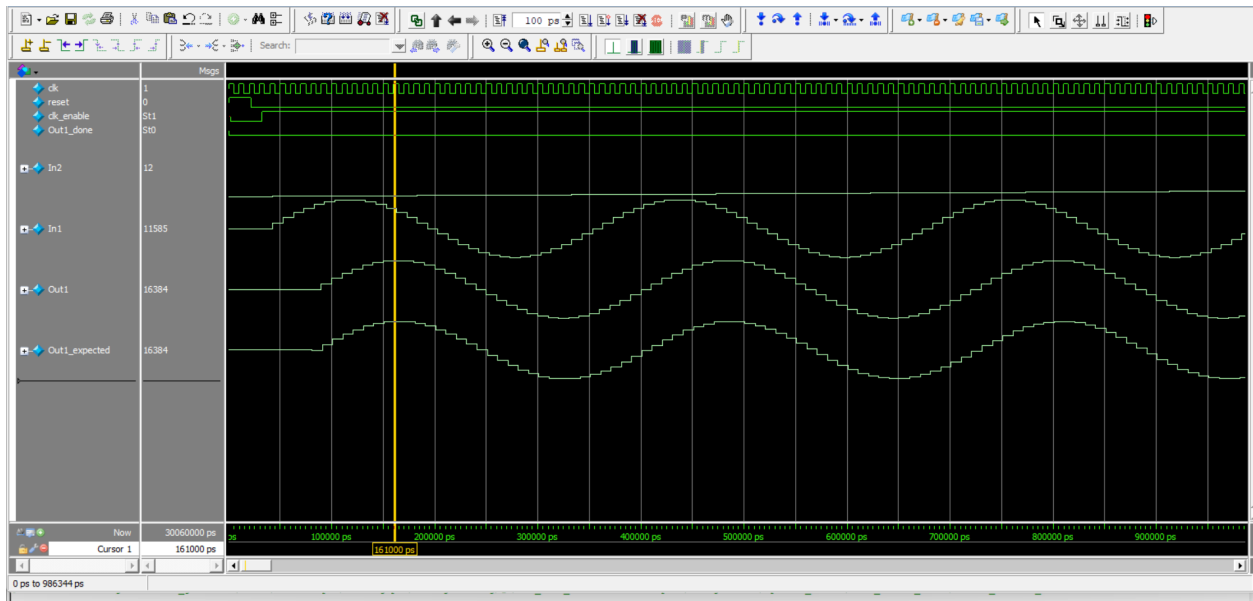 100 ps
Search:
Msgs
clk 1
reset 0
clk_enable St1
Out1_done St0
In2 12
In1 11585
Out1 16384
Out1_expected 16384
Now 30060000 ps
ps 100000 ps 200000 ps 300000 ps 400000 ps 500000 ps 600000 ps 700000 ps 800000 ps 900000 ps
Cursor 1 161000 ps
161000 ps
0 ps to 986344 ps